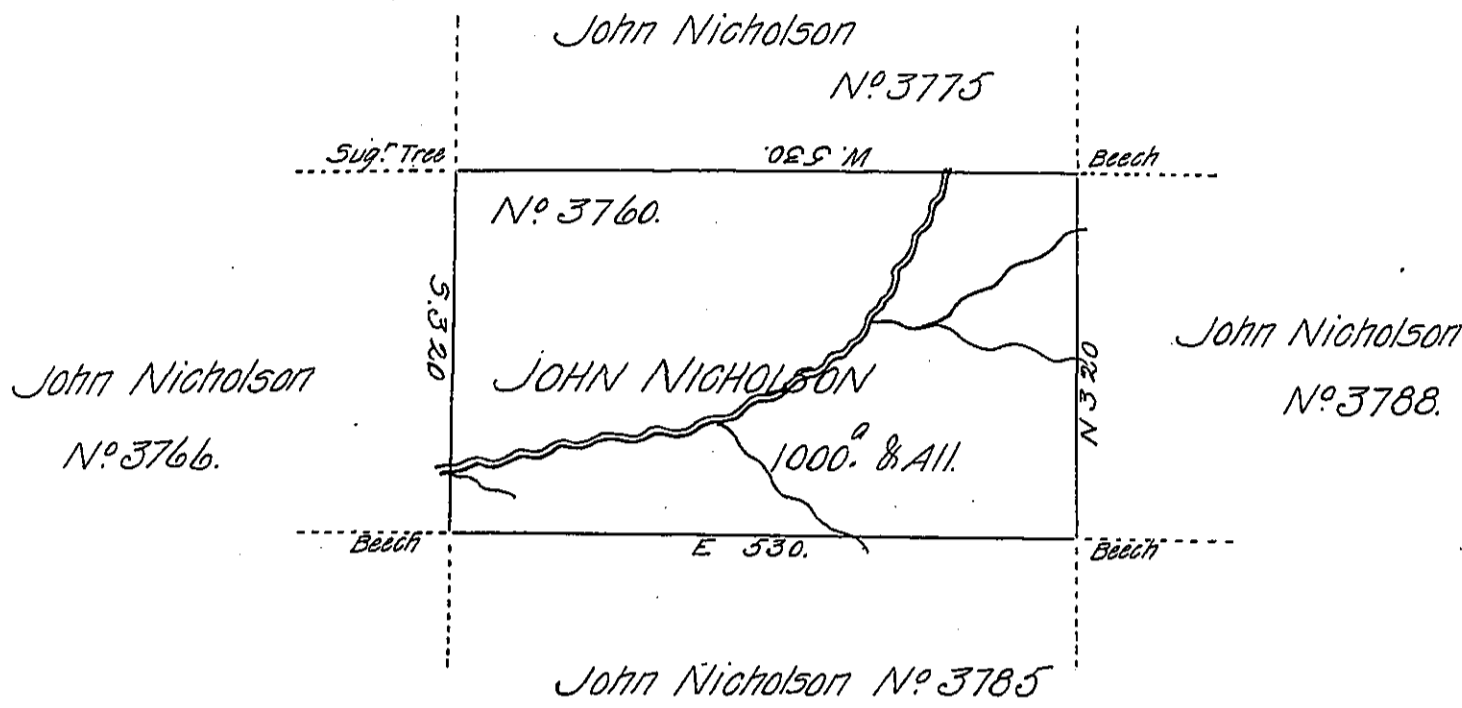 John Nicholson
Nº 3775
Sugr. Tree
W. 530.
Beech
Nº 3760.
S. 320
John Nicholson
Nº 3766.
JOHN NICHOLSON
1000.a & All.
N 320
John Nicholson
Nº 3788.
Beech
E 530.
Beech
John Nicholson Nº 3785